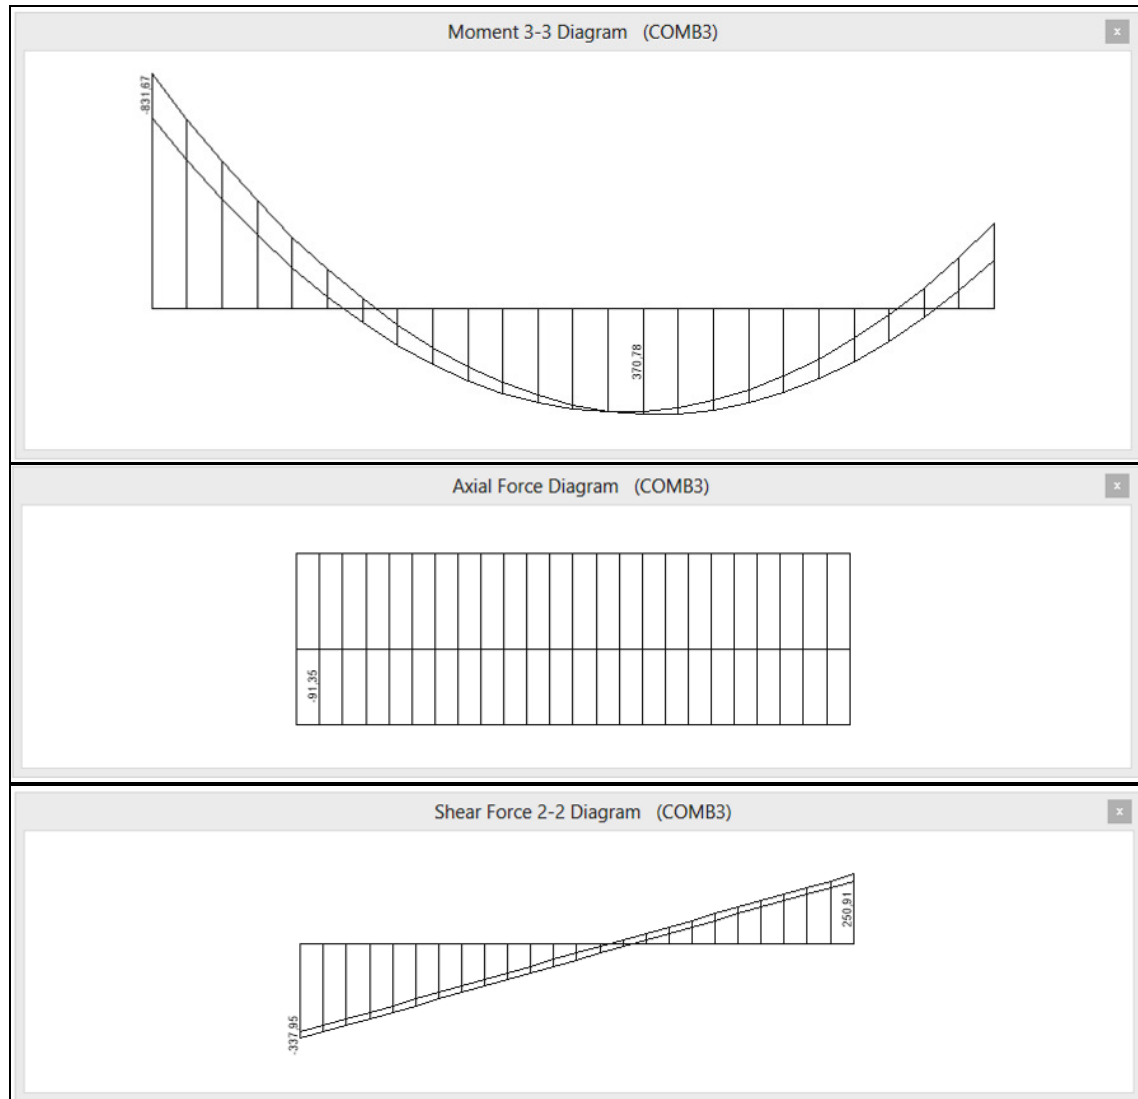 Moment 3-3 Diagram (COMB3)
x
-831,67
370,78
Axial Force Diagram (COMB3)
x
-91,35
Shear Force 2-2 Diagram (COMB3)
x
250,91
-337,95